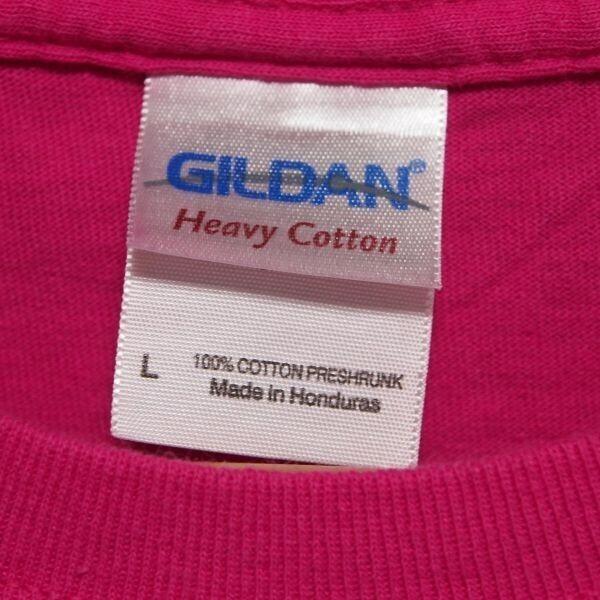 GILDAN®
Heavy Cotton
L
100% COTTON PRESHRUNK
Made in Honduras